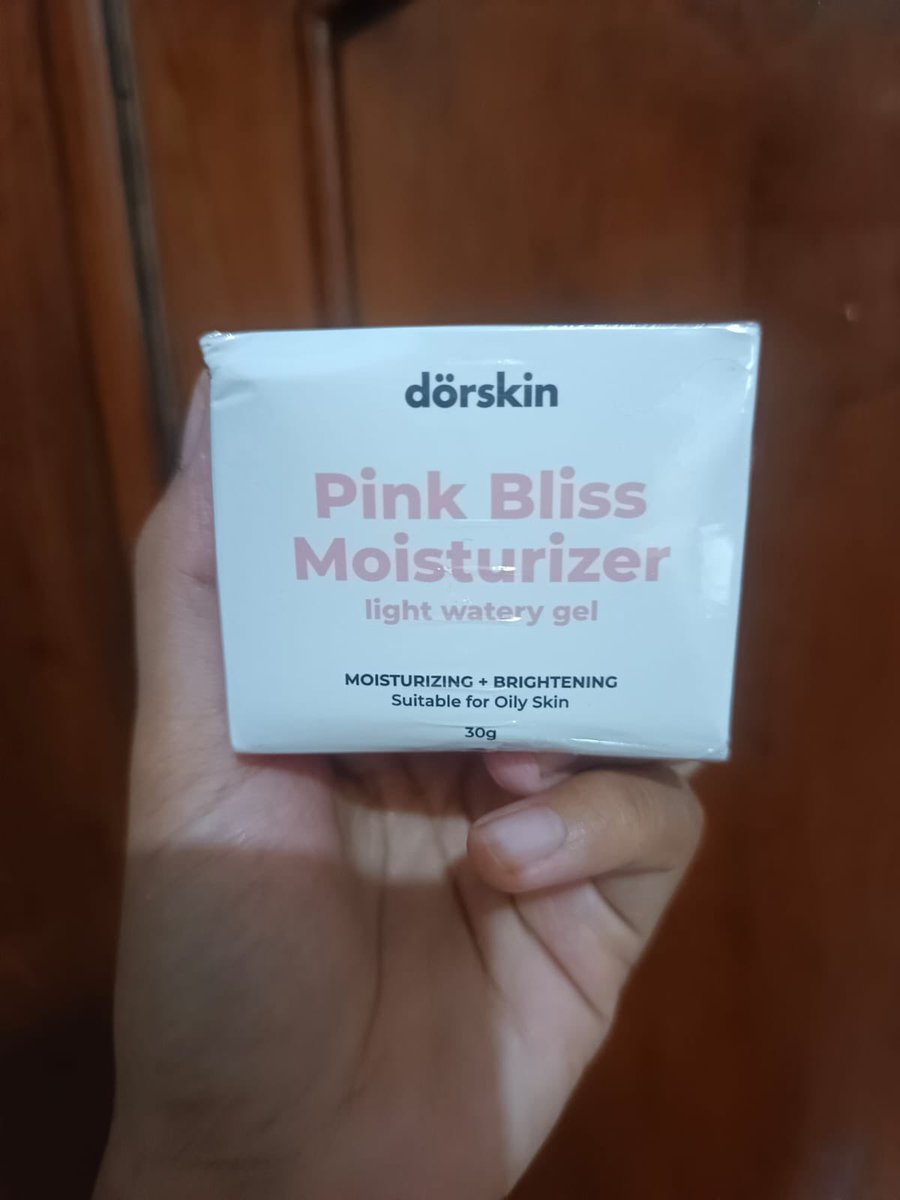 dörskin
Pink Bliss
Moisturizer
light watery gel
MOISTURIZING + BRIGHTENING
Suitable for Oily Skin
30g